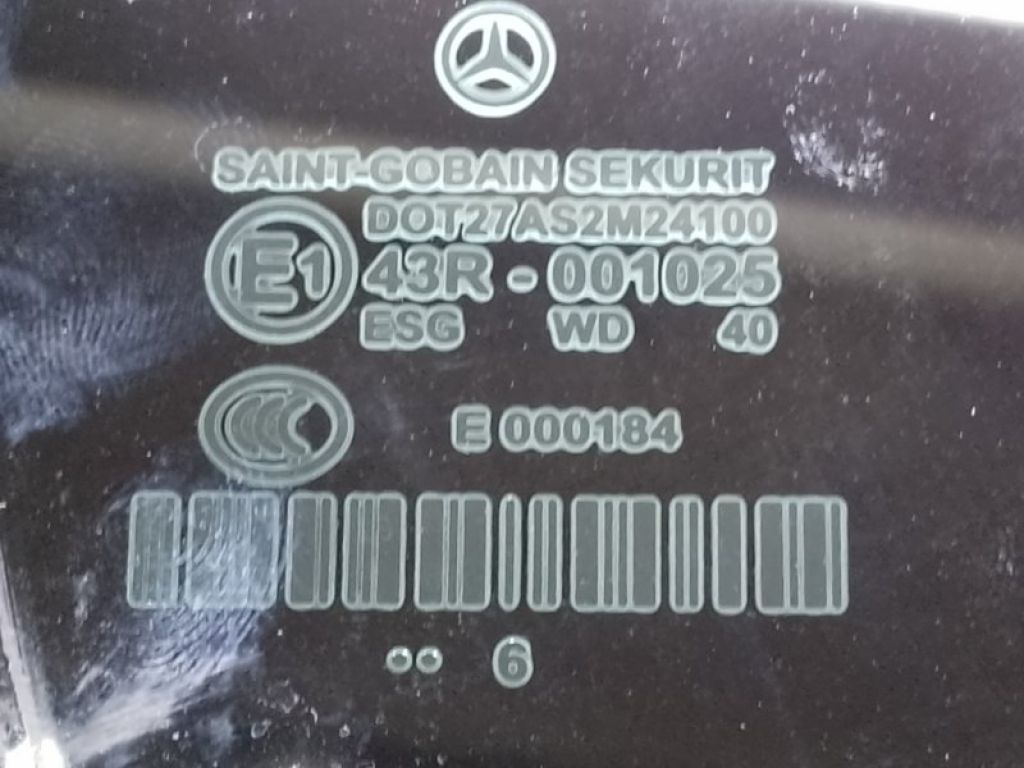 SAINT-GOBAIN SEKURIT
DOT27AS2M24100
E1 43R - 001025
ESG WD 40
E 000184
.. 6